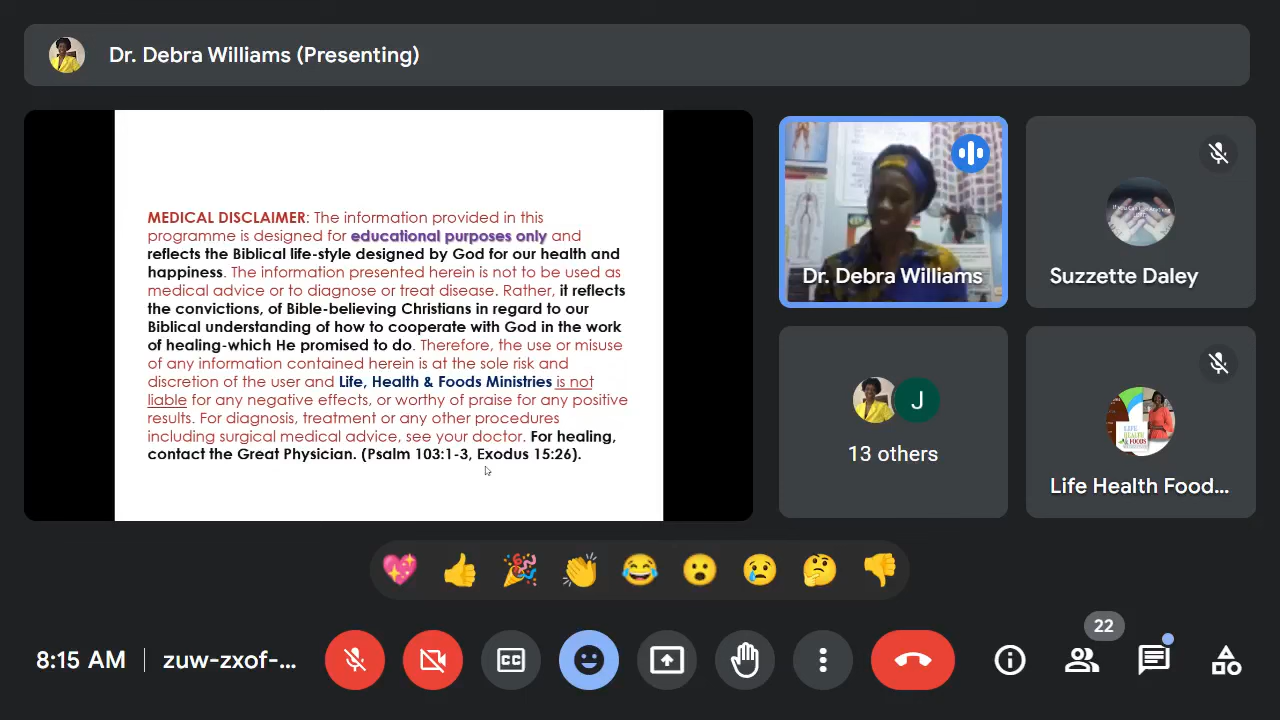 Dr. Debra Williams (Presenting)
MEDICAL DISCLAIMER: The information provided in this
programme is designed for educational purposes only and
reflects the Biblical life-style designed by God for our health and
happiness. The information presented herein is not to be used as
medical advice or to diagnose or treat disease. Rather, it reflects
the convictions, of Bible-believing Christians in regard to our
Biblical understanding of how to cooperate with God in the work
of healing-which He promised to do. Therefore, the use or misuse
of any information contained herein is at the sole risk and
discretion of the user and Life, Health & Foods Ministries is not
liable for any negative effects, or worthy of praise for any positive
results. For diagnosis, treatment or any other procedures
including surgical medical advice, see your doctor. For healing,
contact the Great Physician. (Psalm 103:1-3, Exodus 15:26).
Dr. Debra Williams
Suzzette Daley
J
13 others
LIFE
HEALTH
& FOODS
Life Health Food...
8:15 AM
zuw-zxof-...
CC
22